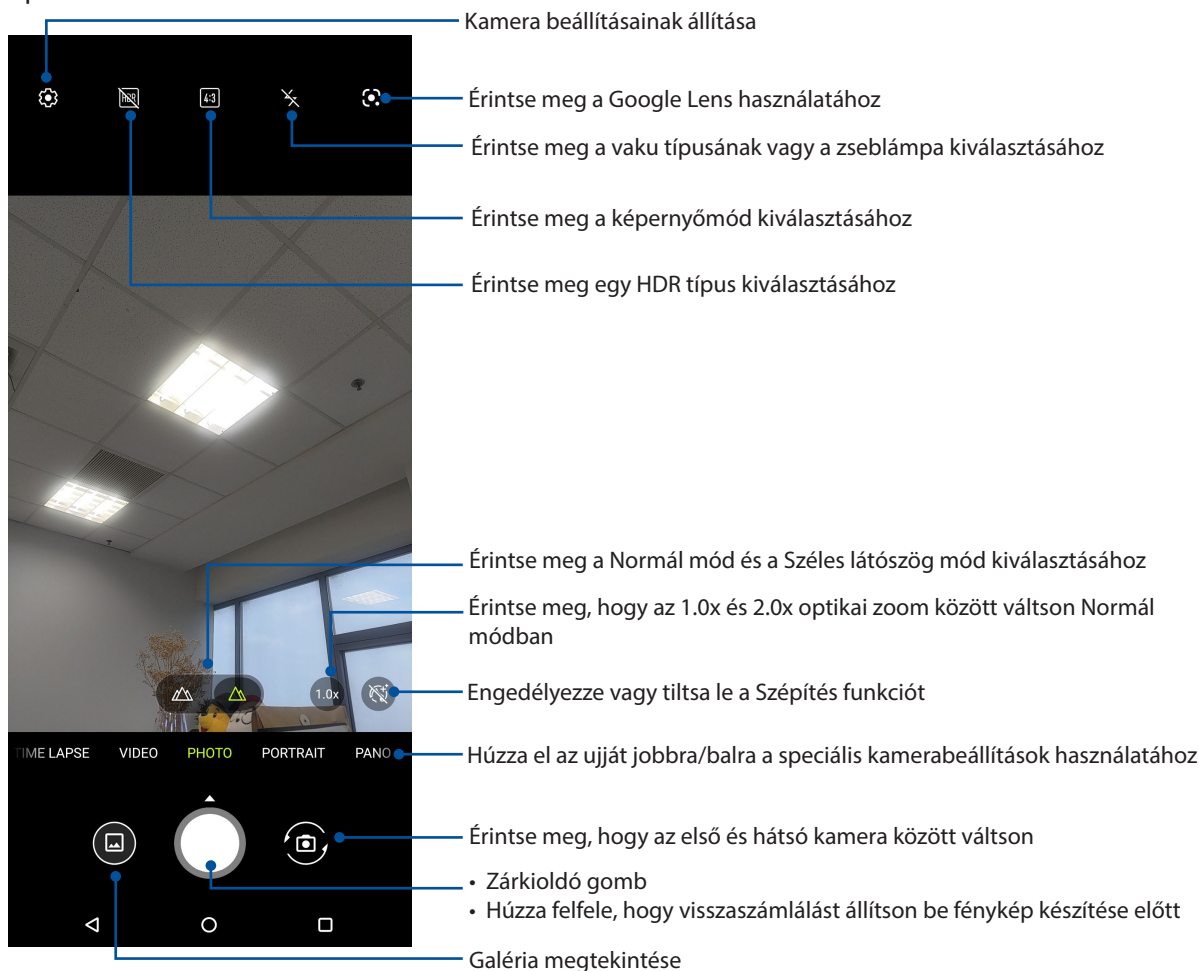 Kamera beállításainak állítása
HDR
4:3
Érintse meg a Google Lens használatához
Érintse meg a vaku típusának vagy a zseblámpa kiválasztásához
Érintse meg a képernyőmód kiválasztásához
Érintse meg egy HDR típus kiválasztásához
Érintse meg a Normál mód és a Széles látószög mód kiválasztásához
Érintse meg, hogy az 1.0x és 2.0x optikai zoom között váltson Normál
módban
1.0x
Engedélyezze vagy tiltsa le a Szépítés funkciót
TIME LAPSE VIDEO PHOTO PORTRAIT PANO
Húzza el az ujját jobbra/balra a speciális kamerabeállítások használatához
Érintse meg, hogy az első és hátsó kamera között váltson
• Zárkioldó gomb
• Húzza felfele, hogy visszaszámlálást állítson be fénykép készítése előtt
Galéria megtekintése